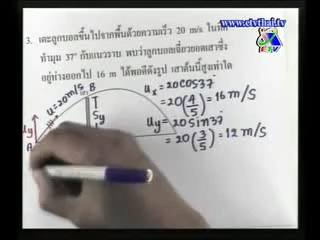 www.etvthai.tv
ETV
3. เตะลูกบอลขึ้นไปจากพื้นด้วยความเร็ว 20 m/s ในทิศ
ทำมุม 37° กับแนวราบ พบว่าลูกบอลเฉี่ยวยอดเสาซึ่ง
อยู่ห่างออกไป 16 m ได้พอดีดังรูป เสาต้นนี้สูงเท่าใด
u=20m/s
B
Sy
uy
A
ux = 20cos37°
= 20(4/5) = 16 m/s
uy = 20sin37°
= 20(3/5) = 12 m/s